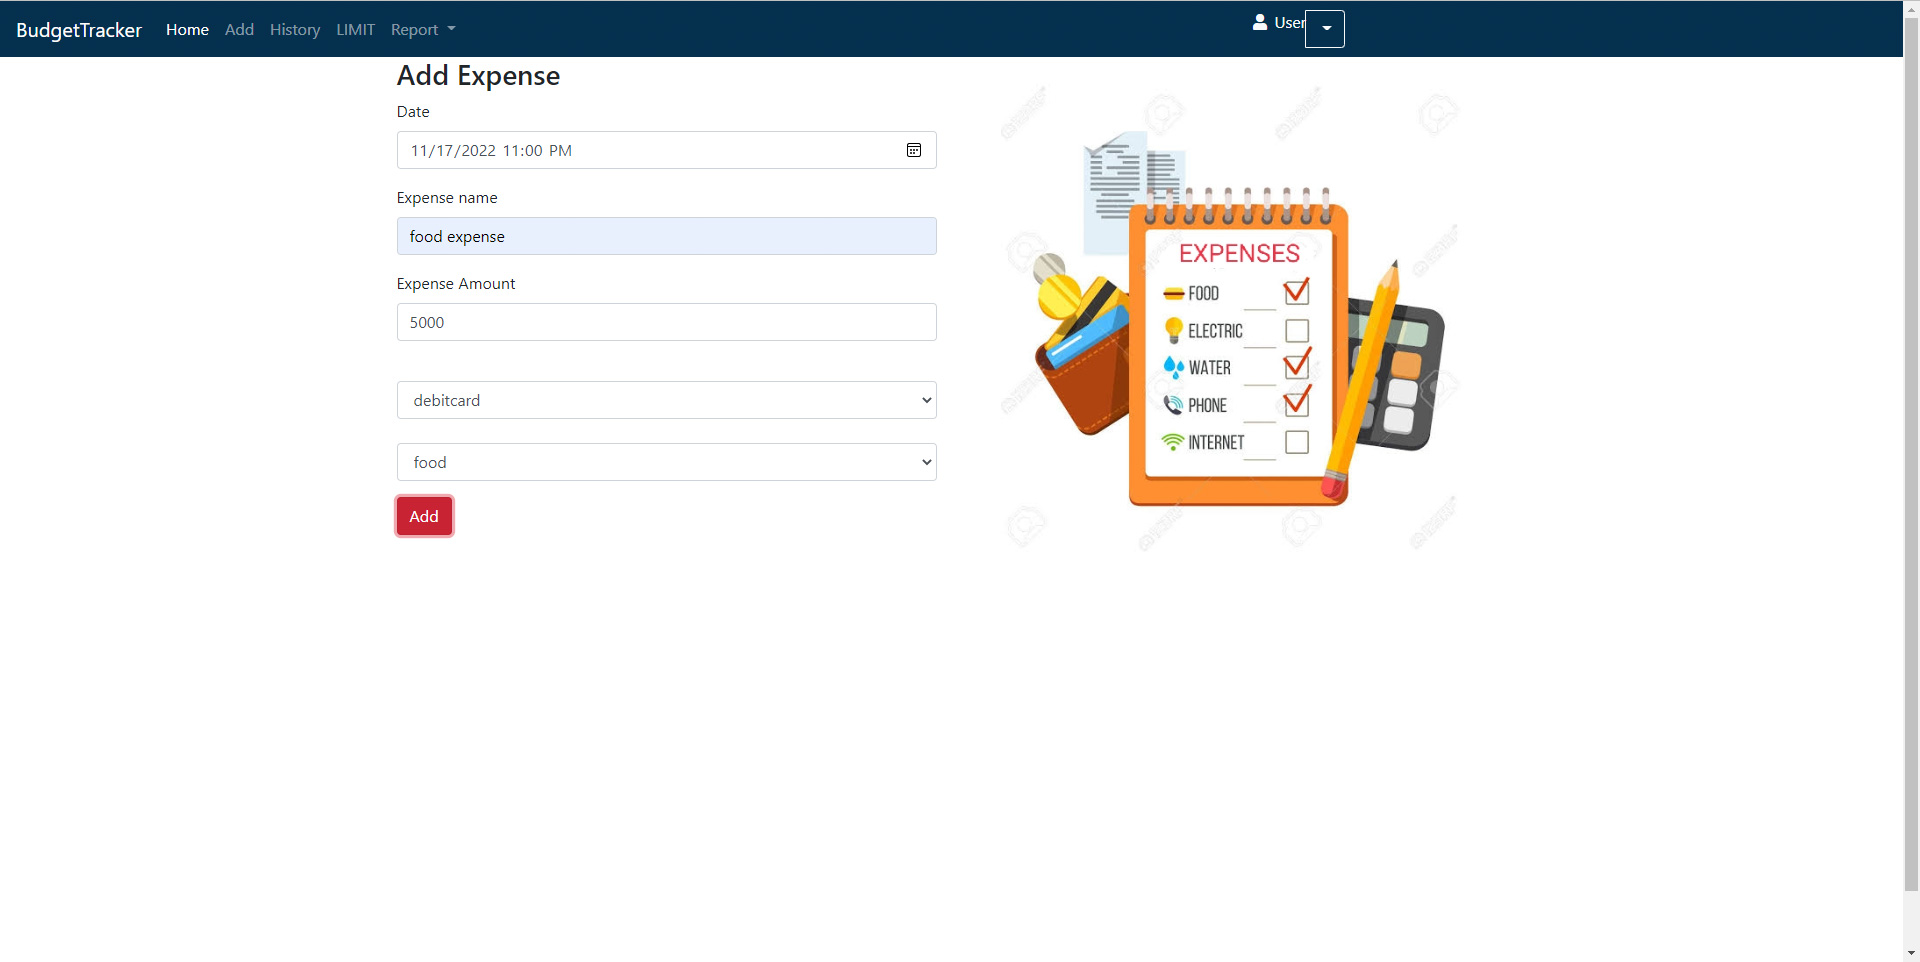 BudgetTracker Home Add History LIMIT Report User
Add Expense
Date
11/17/2022 11:00 PM
Expense name
food expense
Expense Amount
5000
debitcard
food
Add
EXPENSES
FOOD
ELECTRIC
WATER
PHONE
INTERNET